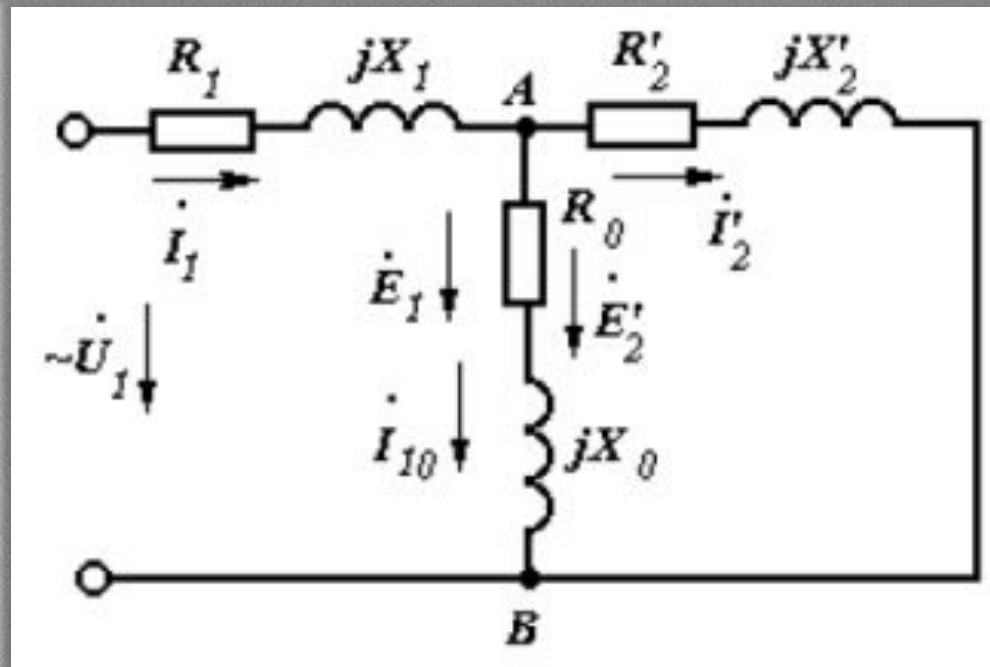 R₁ jX₁ A R'₂ jX'₂
R₀
İ₁ İ'₂
Ė₁ Ė'₂
~U̇₁
İ₁₀ jX₀
B